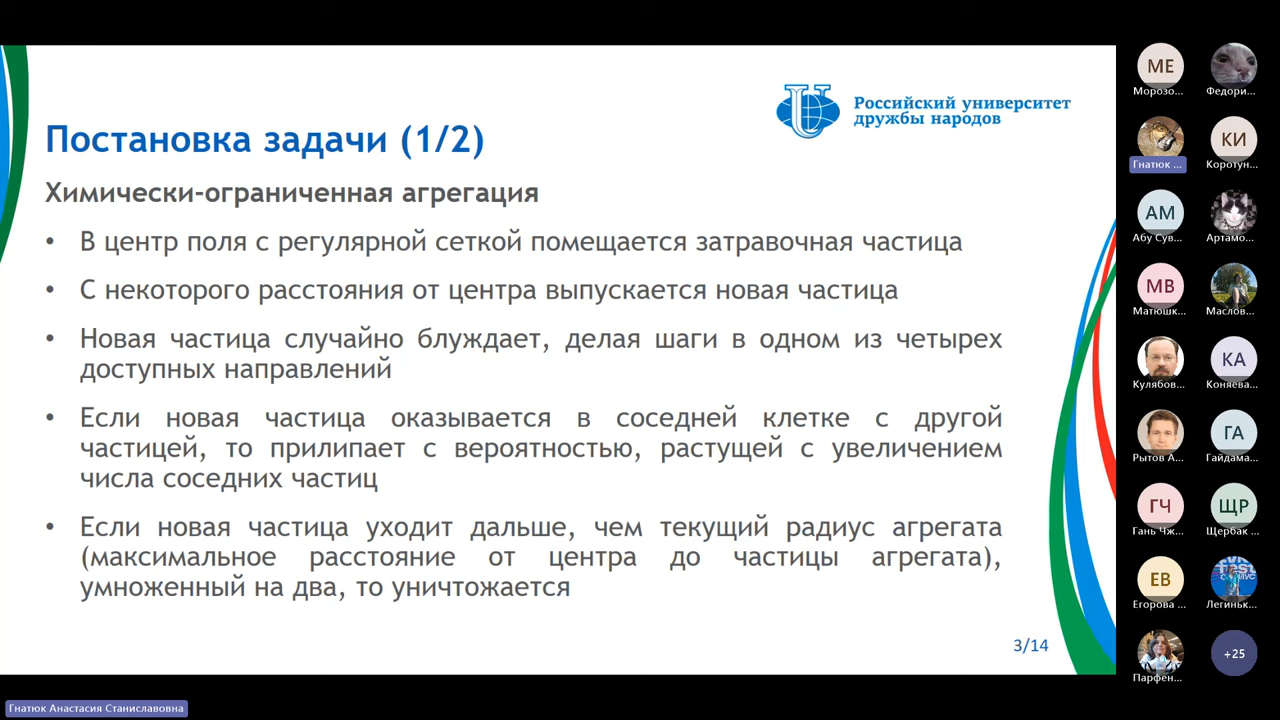 Российский университет
дружбы народов
Постановка задачи (1/2)
Химически-ограниченная агрегация
• В центр поля с регулярной сеткой помещается затравочная частица
• С некоторого расстояния от центра выпускается новая частица
• Новая частица случайно блуждает, делая шаги в одном из четырех
доступных направлений
• Если новая частица оказывается в соседней клетке с другой
частицей, то прилипает с вероятностью, растущей с увеличением
числа соседних частиц
• Если новая частица уходит дальше, чем текущий радиус агрегата
(максимальное расстояние от центра до частицы агрегата),
умноженный на два, то уничтожается
3/14
МЕ
Морозо...
Федори...
Гнатюк ...
КИ
Коротун...
АМ
Абу Сув...
Артамо...
МВ
Матюшк...
Маслов...
Кулябов...
КА
Коняева...
Рытов А...
ГА
Гайдама...
ГЧ
Гань Чж...
ЩР
Щербак ...
ЕВ
Егорова ...
Легиньк...
Парфен...
+25
Гнатюк Анастасия Станиславовна